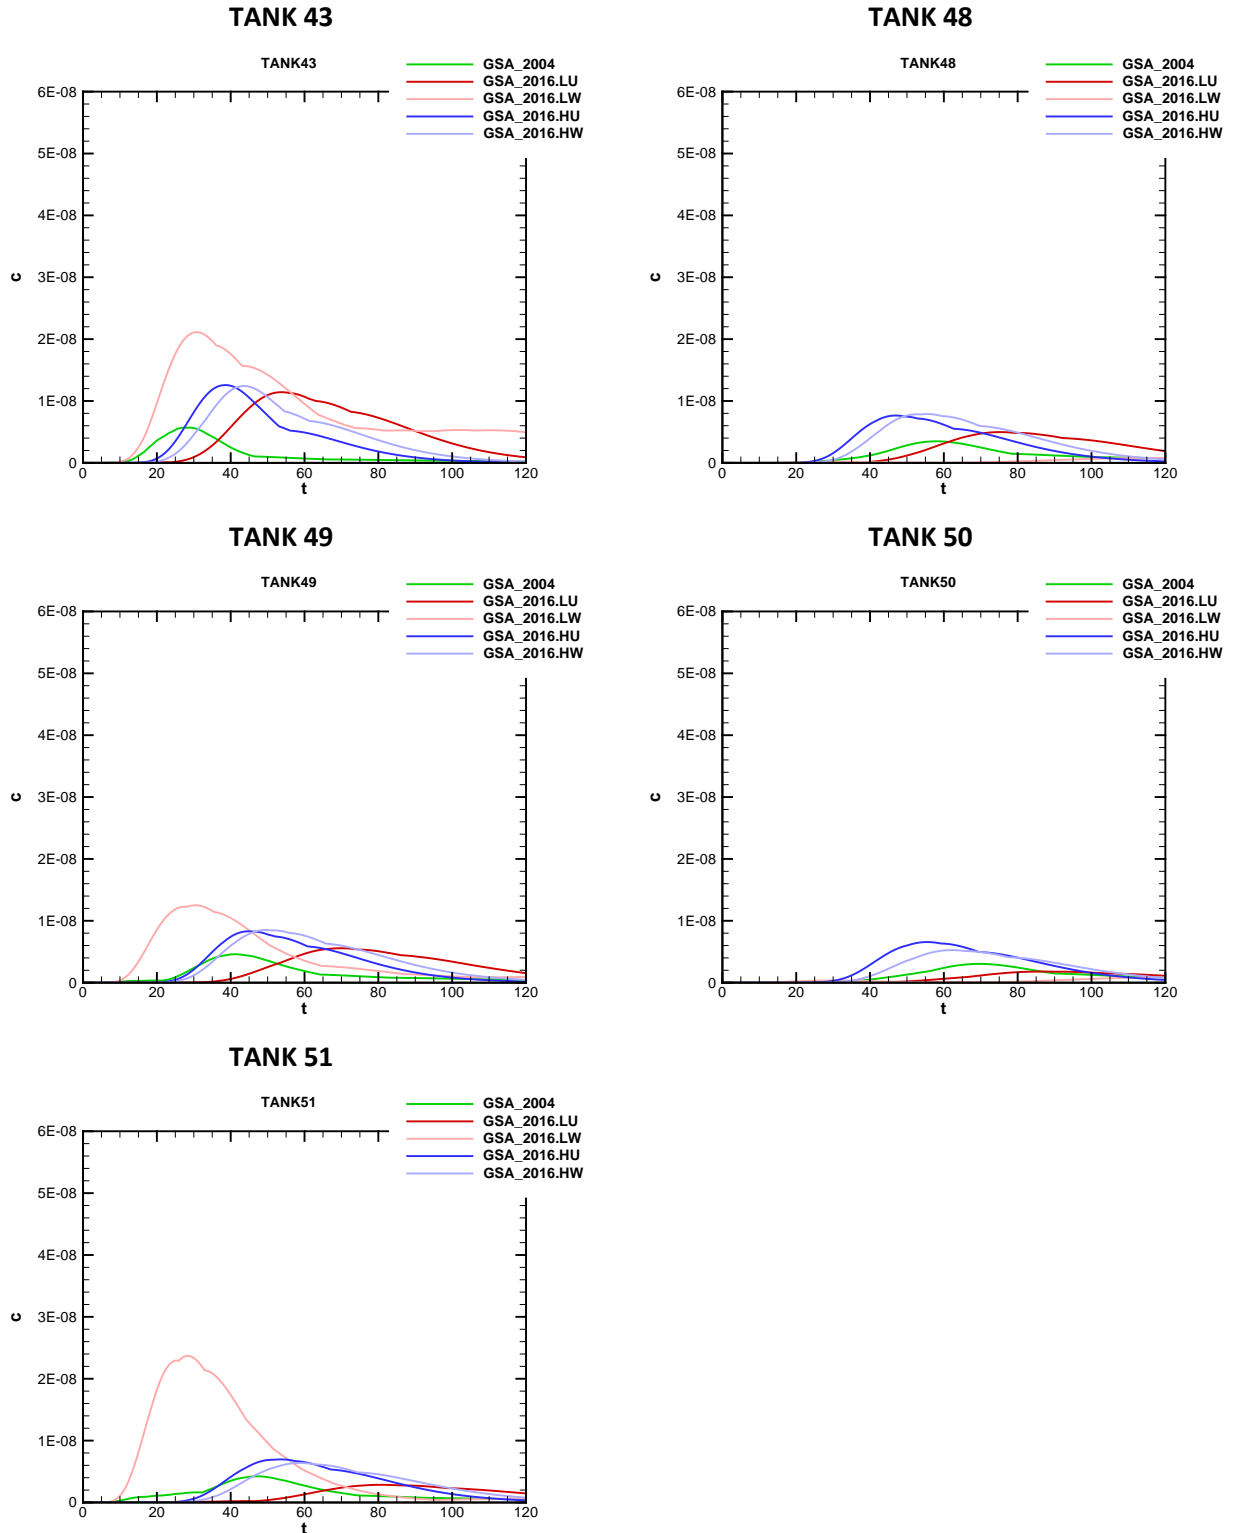 TANK 43
TANK43
GSA_2004
GSA_2016.LU
GSA_2016.LW
GSA_2016.HU
GSA_2016.HW
6E-08
5E-08
4E-08
3E-08
2E-08
1E-08
0
c
0 20 40 60 80 100 120
t
TANK 48
TANK48
GSA_2004
GSA_2016.LU
GSA_2016.LW
GSA_2016.HU
GSA_2016.HW
6E-08
5E-08
4E-08
3E-08
2E-08
1E-08
0
c
0 20 40 60 80 100 120
t
TANK 49
TANK49
GSA_2004
GSA_2016.LU
GSA_2016.LW
GSA_2016.HU
GSA_2016.HW
6E-08
5E-08
4E-08
3E-08
2E-08
1E-08
0
c
0 20 40 60 80 100 120
t
TANK 50
TANK50
GSA_2004
GSA_2016.LU
GSA_2016.LW
GSA_2016.HU
GSA_2016.HW
6E-08
5E-08
4E-08
3E-08
2E-08
1E-08
0
c
0 20 40 60 80 100 120
t
TANK 51
TANK51
GSA_2004
GSA_2016.LU
GSA_2016.LW
GSA_2016.HU
GSA_2016.HW
6E-08
5E-08
4E-08
3E-08
2E-08
1E-08
0
c
0 20 40 60 80 100 120
t